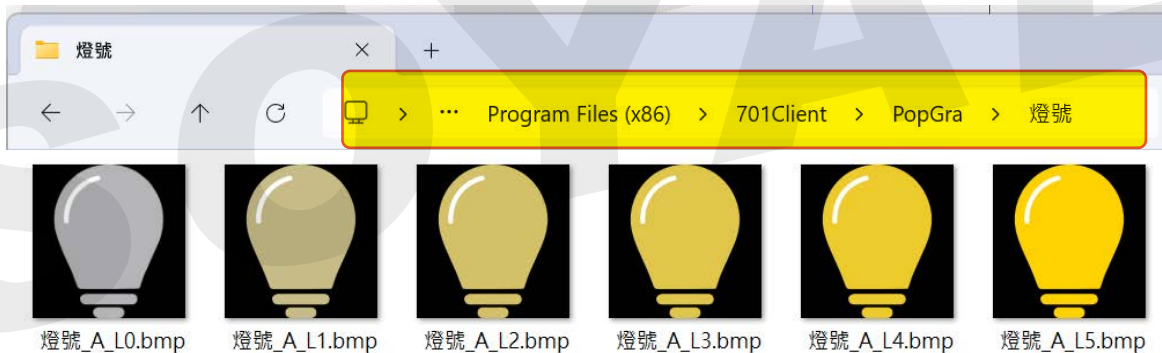 燈號
… Program Files (x86) > 701Client > PopGra > 燈號
燈號_A_L0.bmp 燈號_A_L1.bmp 燈號_A_L2.bmp 燈號_A_L3.bmp 燈號_A_L4.bmp 燈號_A_L5.bmp